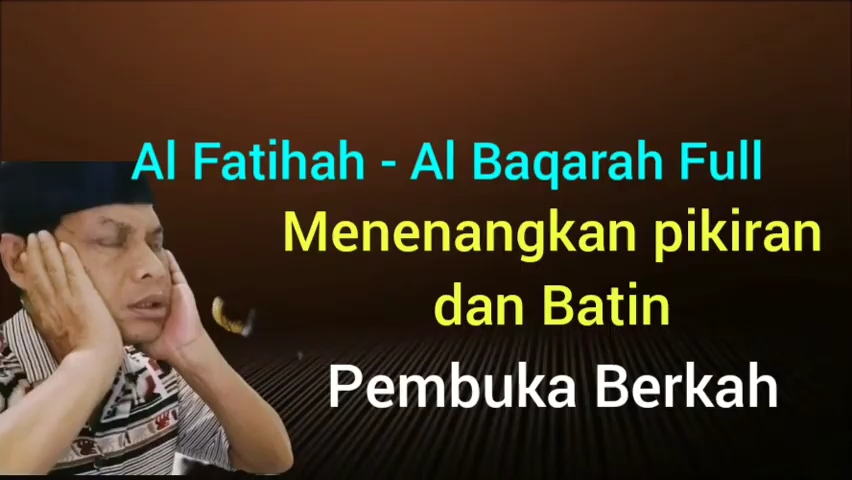 Al Fatihah - Al Baqarah Full
Menenangkan pikiran
dan Batin
Pembuka Berkah